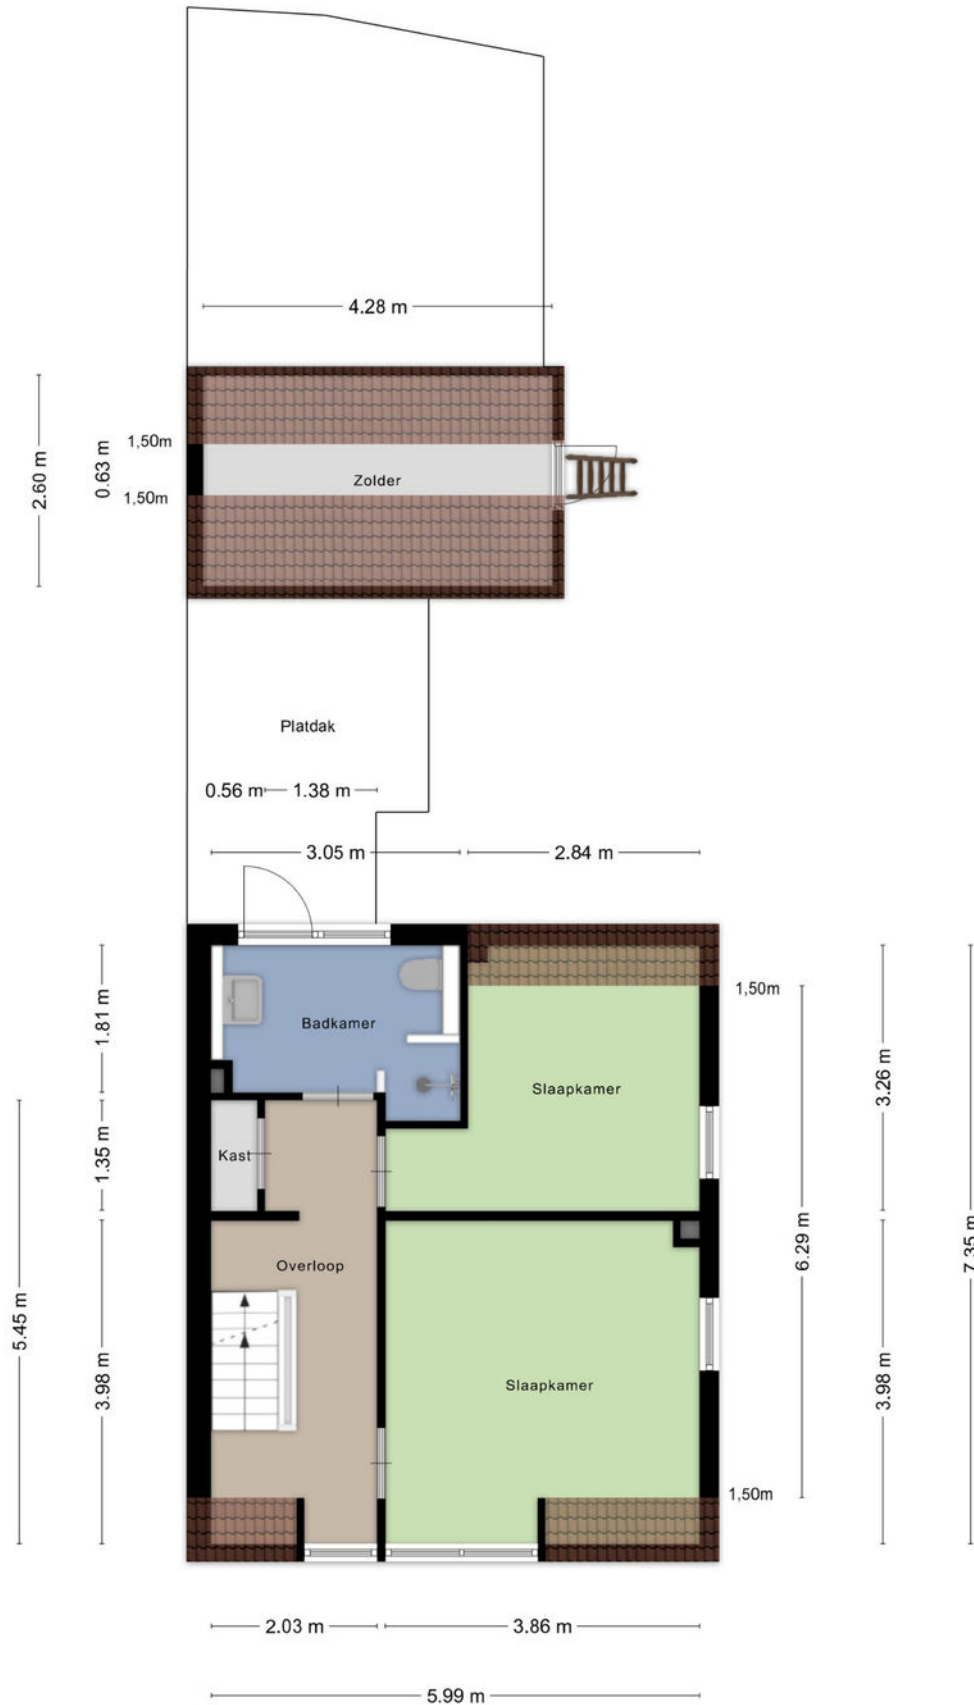 4.28 m
2.60 m
0.63 m
1,50m
1,50m
Zolder
Platdak
0.56 m
1.38 m
3.05 m
2.84 m
1.81 m
Badkamer
1,50m
3.26 m
Slaapkamer
1.35 m
Kast
6.29 m
7.35 m
Overloop
5.45 m
3.98 m
Slaapkamer
3.98 m
1,50m
2.03 m
3.86 m
5.99 m